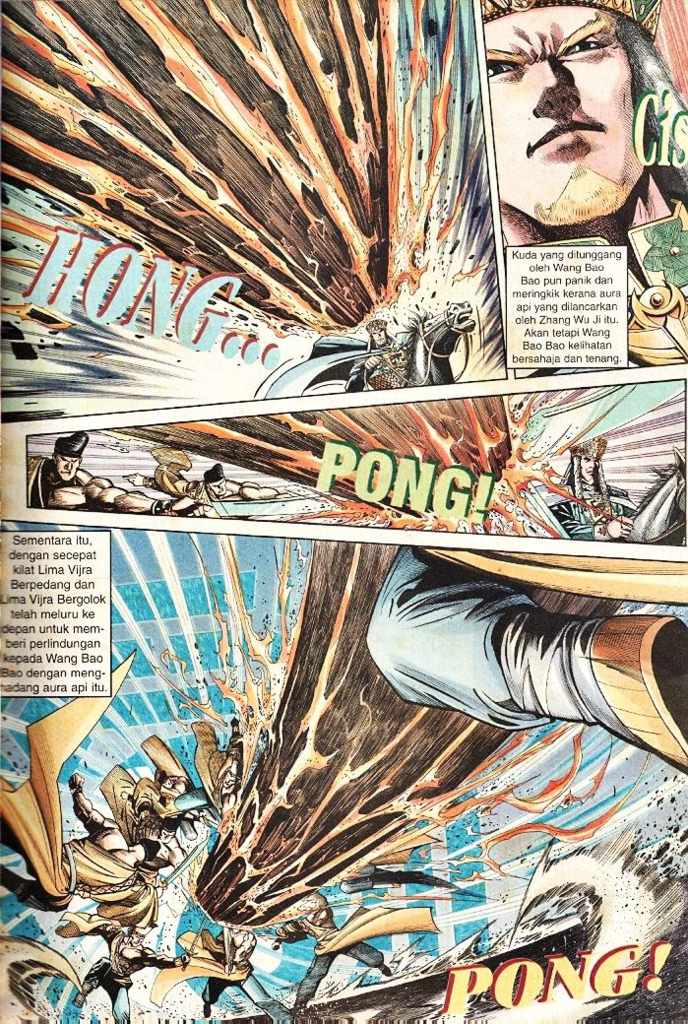 HONG...
Cis
Kuda yang ditunggang
oleh Wang Bao
Bao pun panik dan
meringkik kerana aura
api yang dilancarkan
oleh Zhang Wu Ji itu.
Akan tetapi Wang
Bao Bao kelihatan
bersahaja dan tenang.
PONG!
Sementara itu,
dengan secepat
kilat Lima Vijra
Berpedang dan
Lima Vijra Bergolok
telah meluru ke
depan untuk mem-
beri perlindungan
kepada Wang Bao
Bao dengan meng-
hadang aura api itu.
PONG!